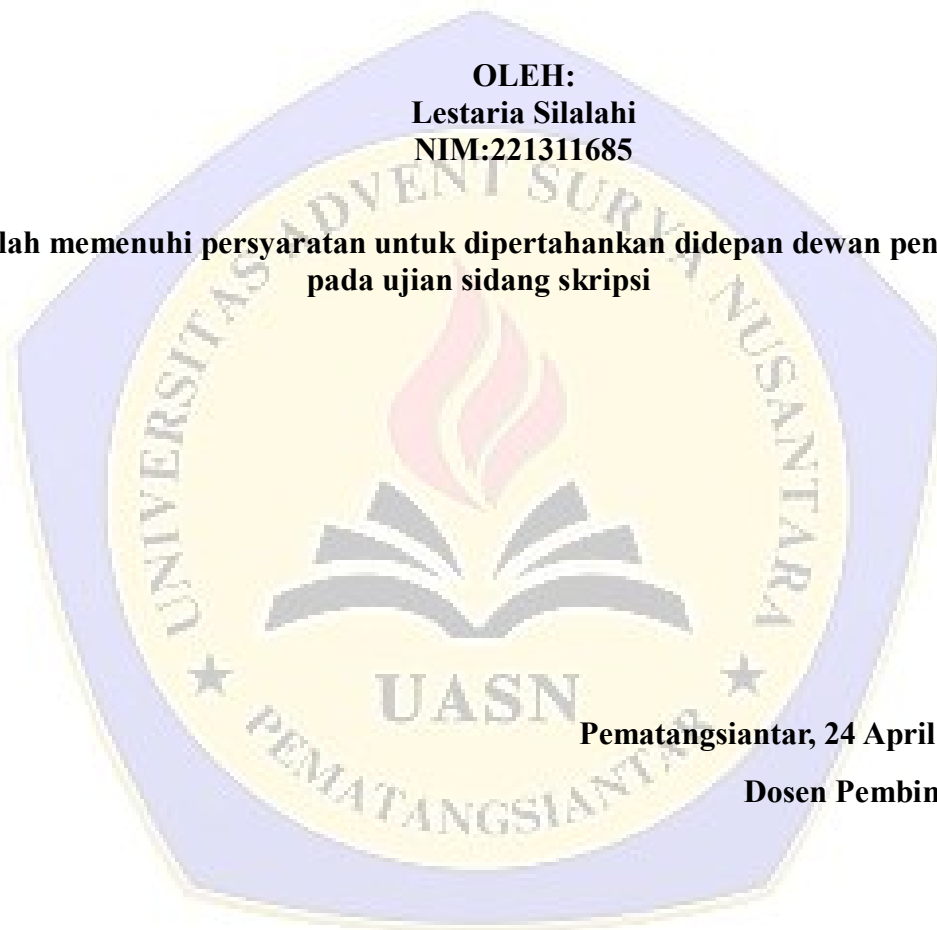 OLEH:
Lestaria Silalahi
NIM:221311685
lah memenuhi persyaratan untuk dipertahankan didepan dewan pen
pada ujian sidang skripsi
UNIVERSITAS ADVENT SURYA NUSANTARA
UASN
PEMATANGSIANTAR
Pematangsiantar, 24 April
Dosen Pembin